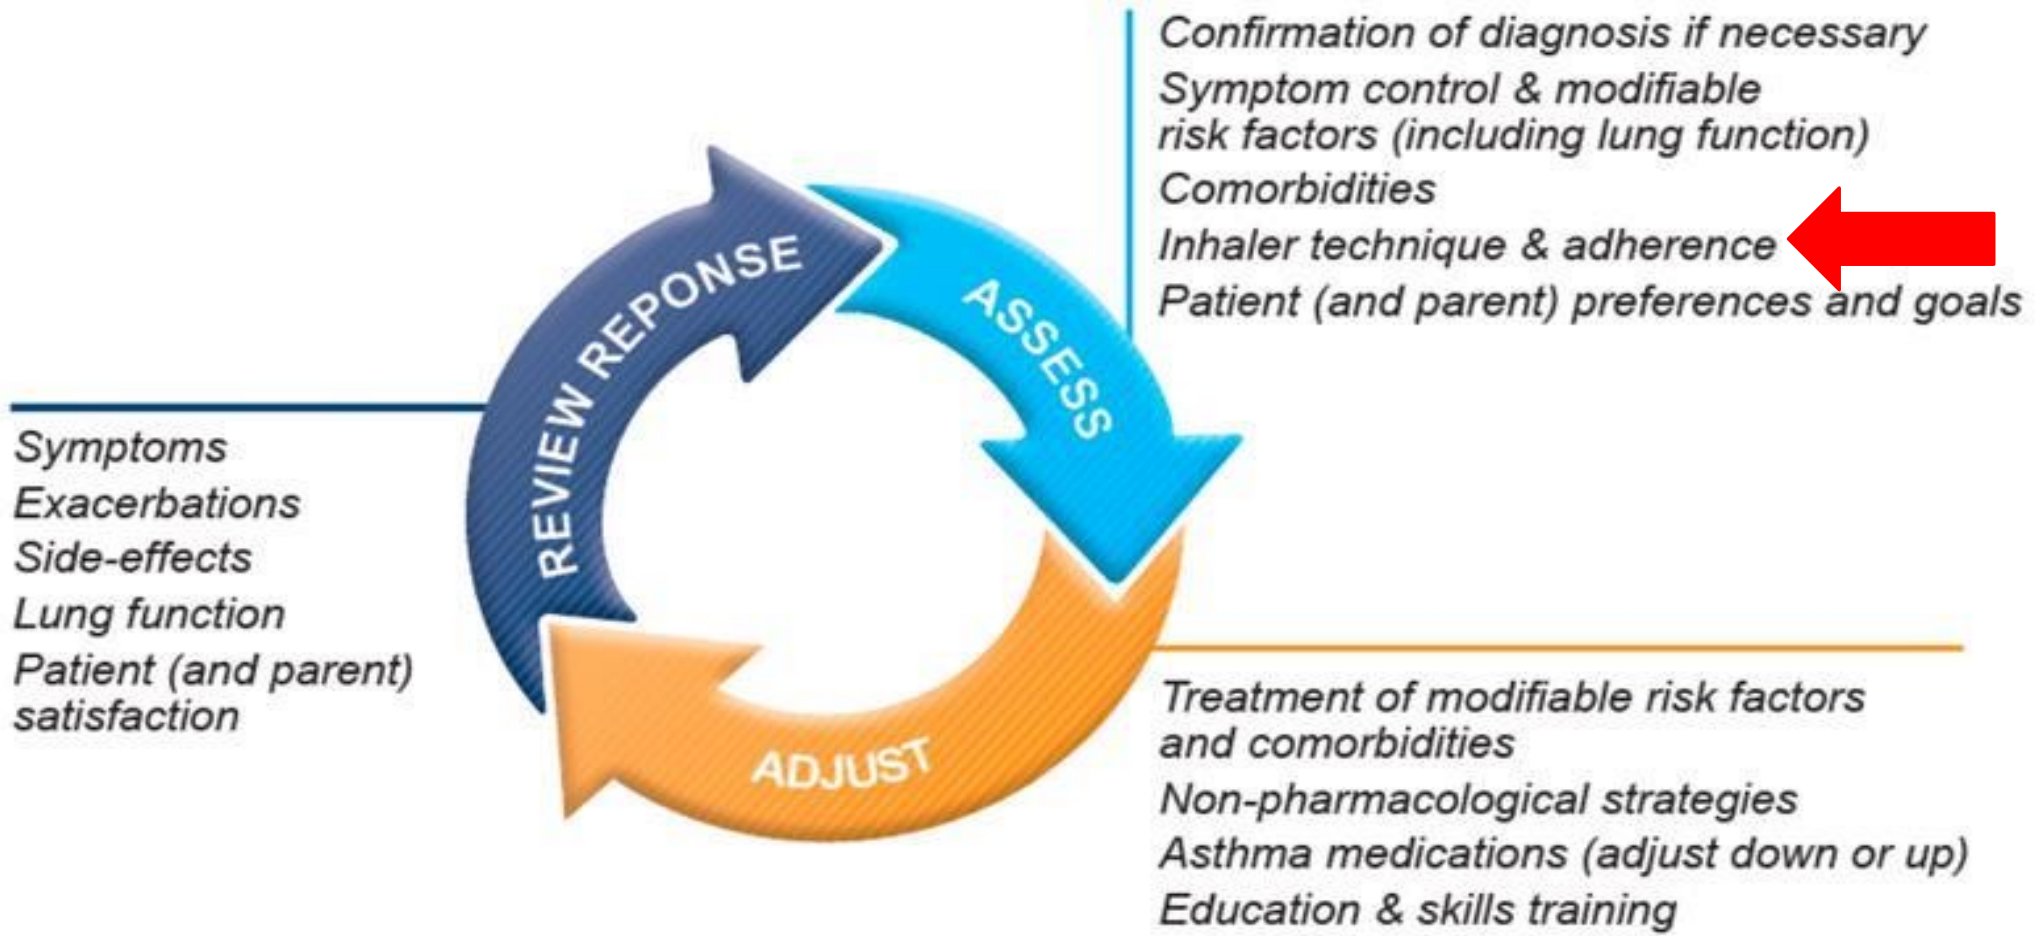 Confirmation of diagnosis if necessary
Symptom control & modifiable
risk factors (including lung function)
Comorbidities
Inhaler technique & adherence
Patient (and parent) preferences and goals
REVIEW REPONSE
ASSESS
ADJUST
Symptoms
Exacerbations
Side-effects
Lung function
Patient (and parent)
satisfaction
Treatment of modifiable risk factors
and comorbidities
Non-pharmacological strategies
Asthma medications (adjust down or up)
Education & skills training